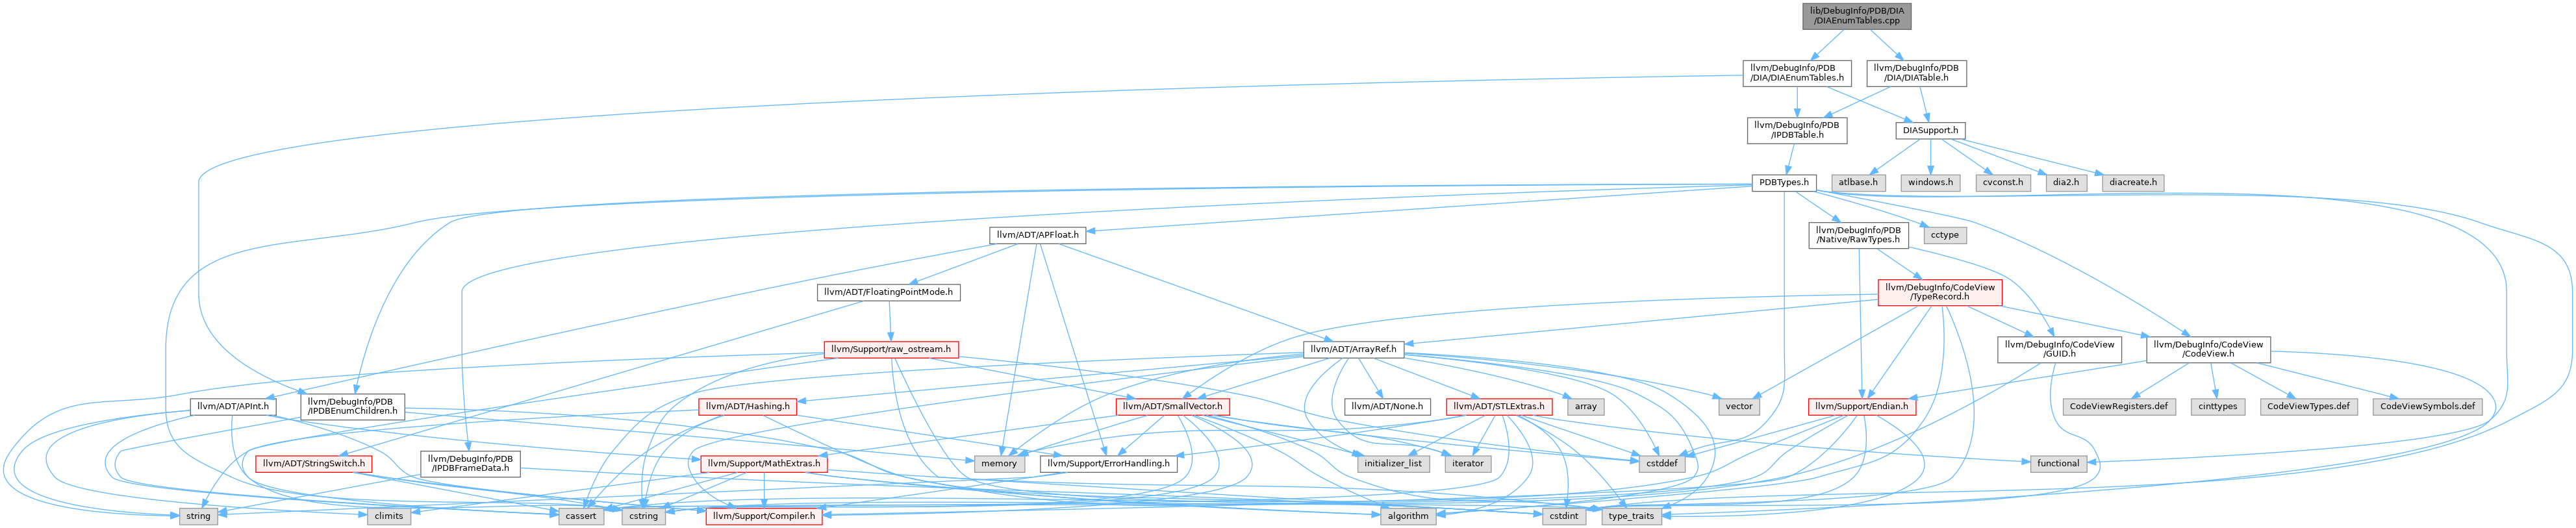 lib/DebugInfo/PDB/DIA
/DIAEnumTables.cpp
llvm/DebugInfo/PDB
/DIA/DIAEnumTables.h
llvm/DebugInfo/PDB
/DIA/DIATable.h
llvm/DebugInfo/PDB
/IPDBTable.h
DIASupport.h
PDBTypes.h
atlbase.h
windows.h
cvconst.h
dia2.h
diacreate.h
llvm/ADT/APFloat.h
llvm/DebugInfo/PDB
/Native/RawTypes.h
cctype
llvm/ADT/FloatingPointMode.h
llvm/DebugInfo/CodeView
/TypeRecord.h
llvm/Support/raw_ostream.h
llvm/ADT/ArrayRef.h
llvm/DebugInfo/CodeView
/GUID.h
llvm/DebugInfo/CodeView
/CodeView.h
llvm/ADT/APInt.h
llvm/DebugInfo/PDB
/IPDBEnumChildren.h
llvm/ADT/Hashing.h
llvm/ADT/SmallVector.h
llvm/ADT/None.h
llvm/ADT/STLExtras.h
array
vector
llvm/Support/Endian.h
CodeViewRegisters.def
cinttypes
CodeViewTypes.def
CodeViewSymbols.def
llvm/ADT/StringSwitch.h
llvm/DebugInfo/PDB
/IPDBFrameData.h
llvm/Support/MathExtras.h
memory
llvm/Support/ErrorHandling.h
initializer_list
iterator
cstddef
functional
string
climits
cassert
cstring
llvm/Support/Compiler.h
algorithm
cstdint
type_traits